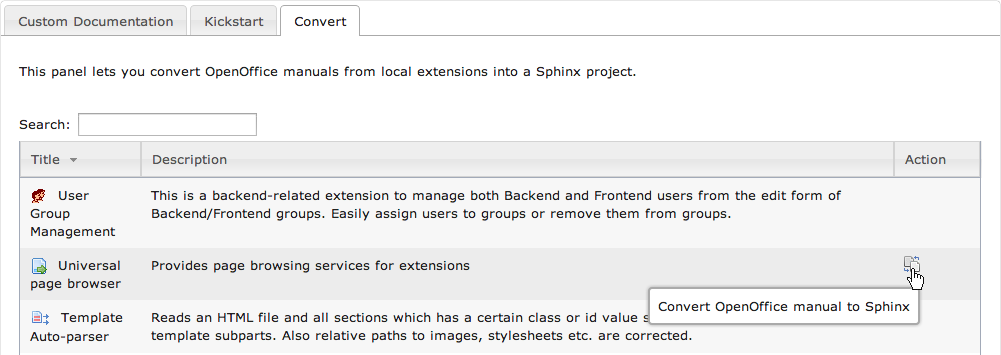 Custom Documentation Kickstart Convert
This panel lets you convert OpenOffice manuals from local extensions into a Sphinx project.
Search:
Title Description Action
User Group Management
This is a backend-related extension to manage both Backend and Frontend users from the edit form of
Backend/Frontend groups. Easily assign users to groups or remove them from groups.
Universal page browser
Provides page browsing services for extensions
Convert OpenOffice manual to Sphinx
Template Auto-parser
Reads an HTML file and all sections which has a certain class or id value
template subparts. Also relative paths to images, stylesheets etc. are corrected.